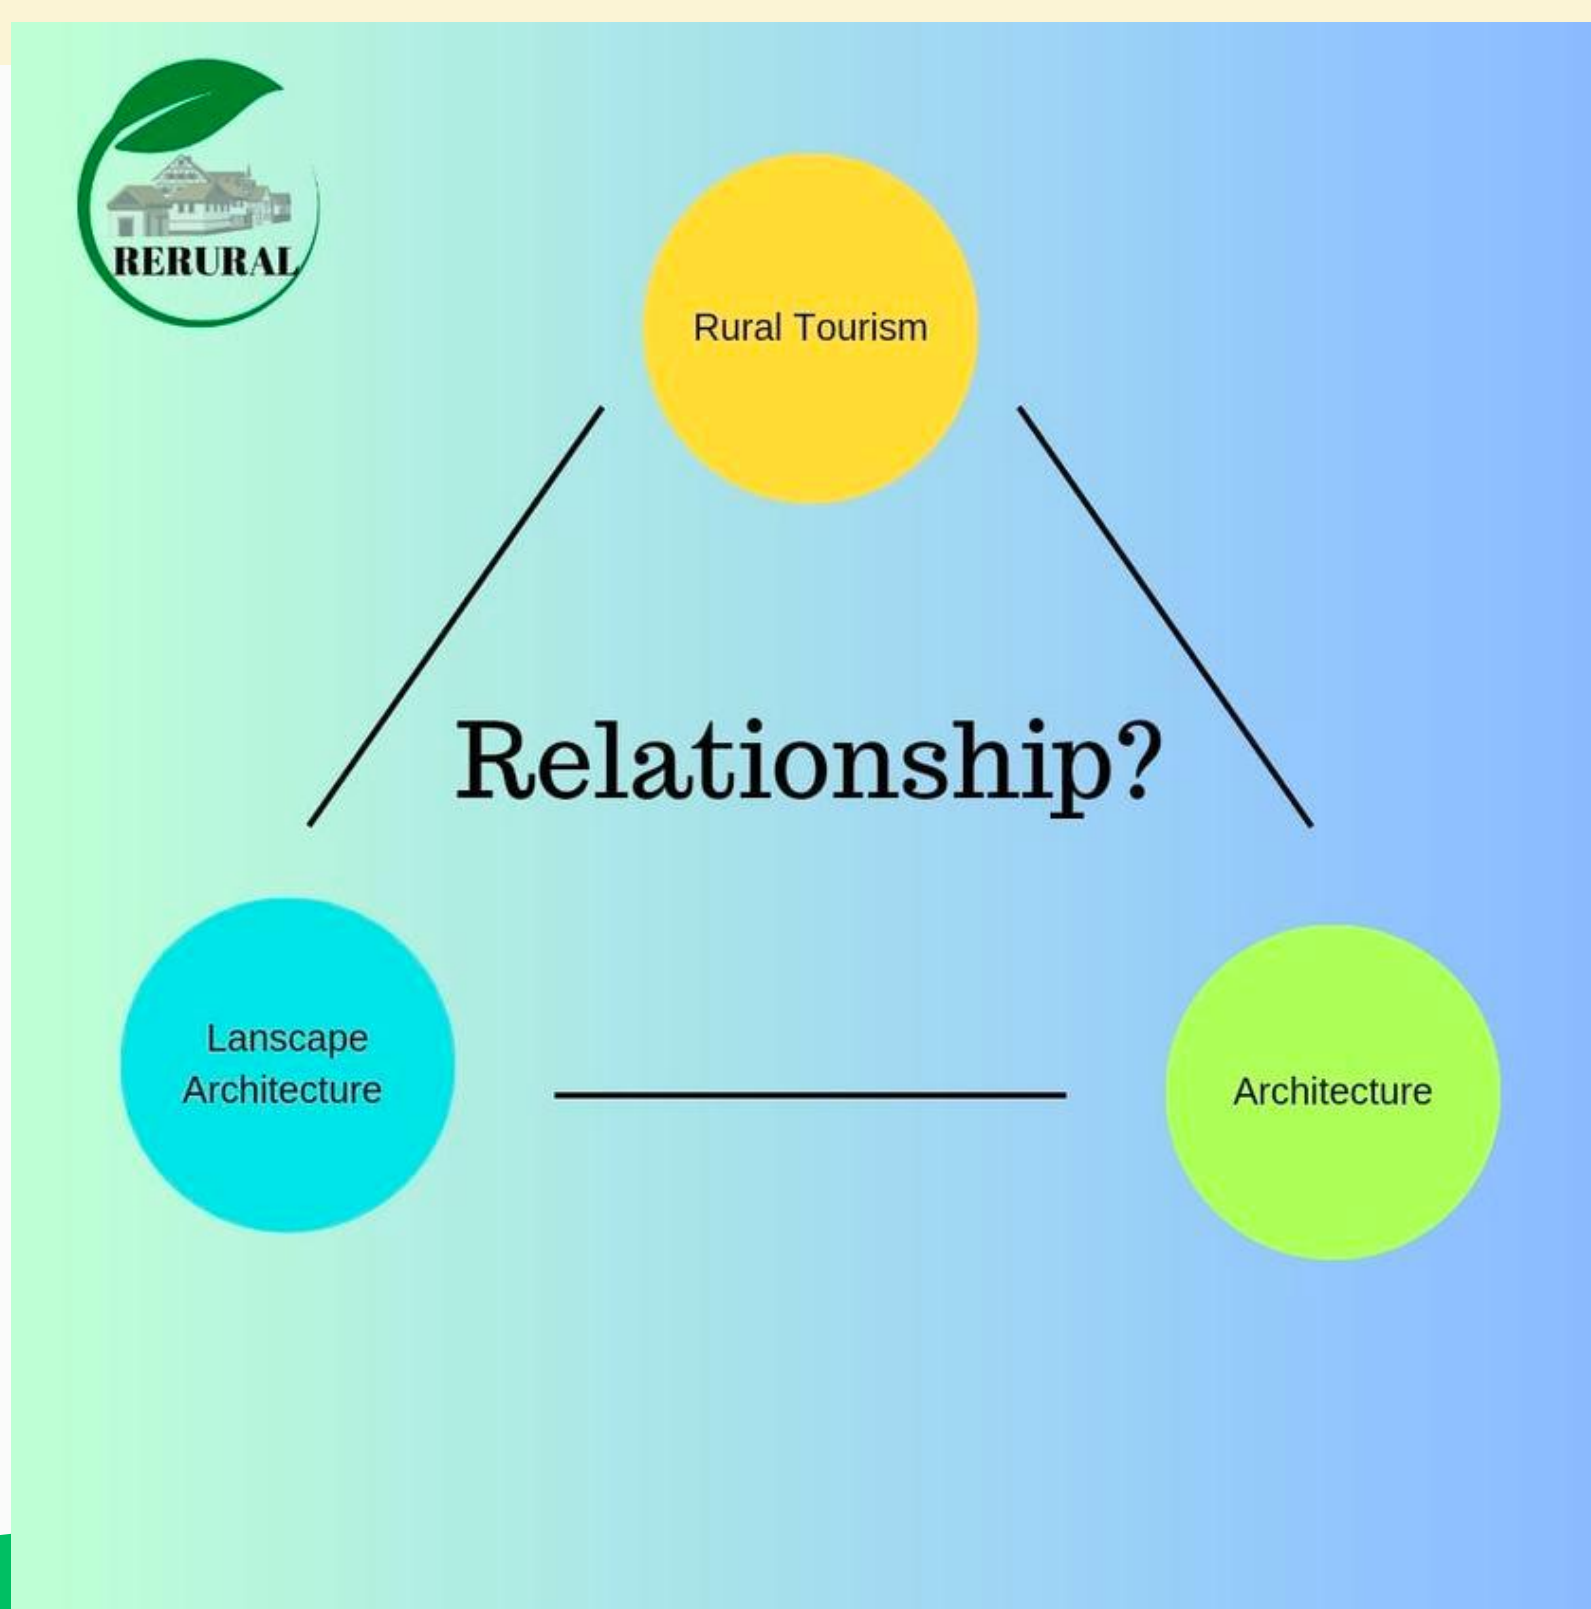 RERURAL
Rural Tourism
Relationship?
Lanscape
Architecture
Architecture